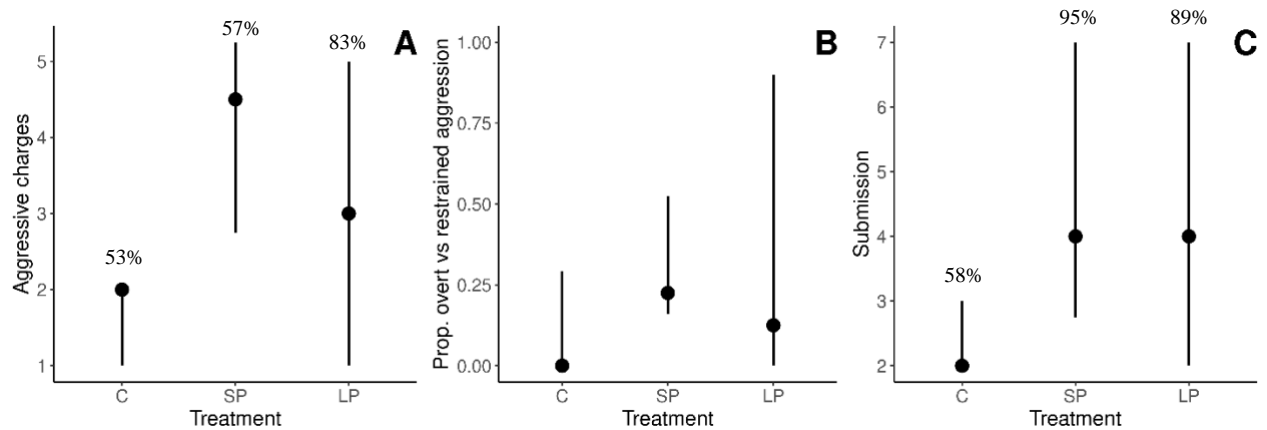 A
Aggressive charges
57%
83%
53%
5
4
3
2
1
C SP LP
Treatment
B
Prop. overt vs restrained aggression
1.00
0.75
0.50
0.25
0.00
C SP LP
Treatment
C
Submission
95% 89%
58%
7
6
5
4
3
2
C SP LP
Treatment